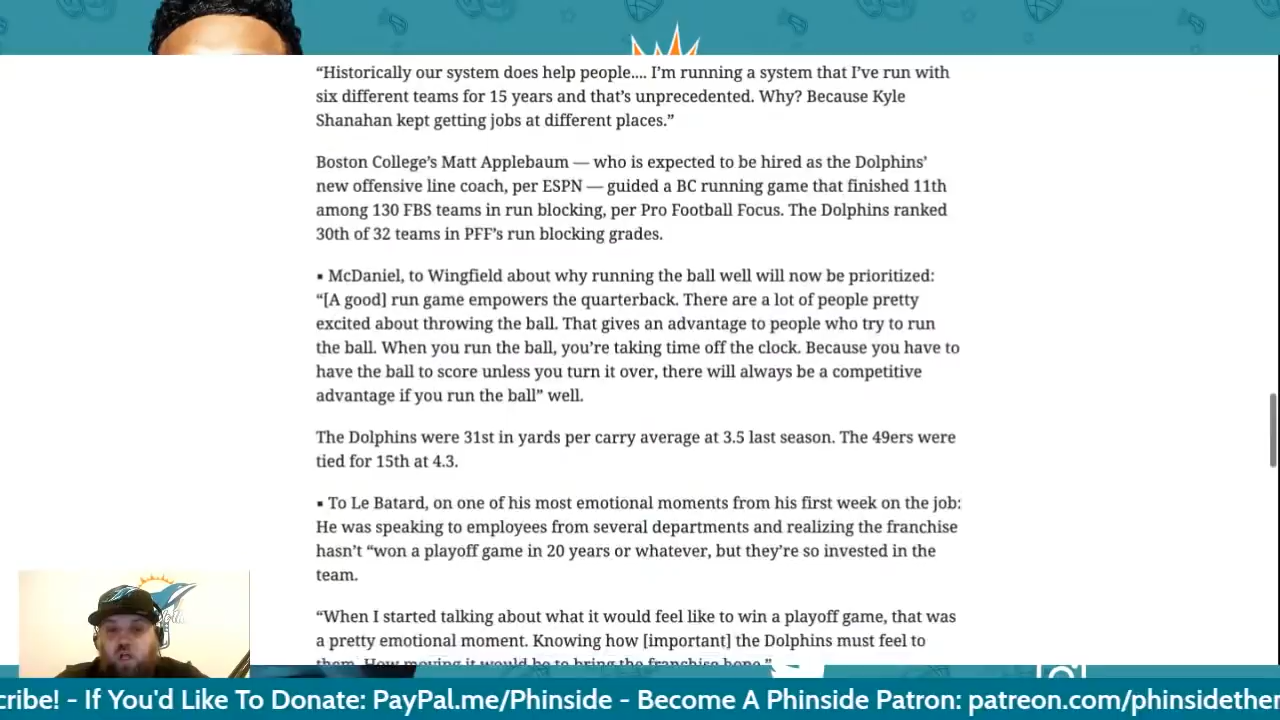 “Historically our system does help people.... I’m running a system that I’ve run with
six different teams for 15 years and that’s unprecedented. Why? Because Kyle
Shanahan kept getting jobs at different places.”
Boston College’s Matt Applebaum — who is expected to be hired as the Dolphins’
new offensive line coach, per ESPN — guided a BC running game that finished 11th
among 130 FBS teams in run blocking, per Pro Football Focus. The Dolphins ranked
30th of 32 teams in PFF’s run blocking grades.
▪ McDaniel, to Wingfield about why running the ball well will now be prioritized:
“[A good] run game empowers the quarterback. There are a lot of people pretty
excited about throwing the ball. That gives an advantage to people who try to run
the ball. When you run the ball, you’re taking time off the clock. Because you have to
have the ball to score unless you turn it over, there will always be a competitive
advantage if you run the ball” well.
The Dolphins were 31st in yards per carry average at 3.5 last season. The 49ers were
tied for 15th at 4.3.
▪ To Le Batard, on one of his most emotional moments from his first week on the job:
He was speaking to employees from several departments and realizing the franchise
hasn’t “won a playoff game in 20 years or whatever, but they’re so invested in the
team.
“When I started talking about what it would feel like to win a playoff game, that was
a pretty emotional moment. Knowing how [important] the Dolphins must feel to
them. How moving it would be to bring the franchise hope.”
cribe! - If You'd Like To Donate: PayPal.me/Phinside - Become A Phinside Patron: patreon.com/phinsidether